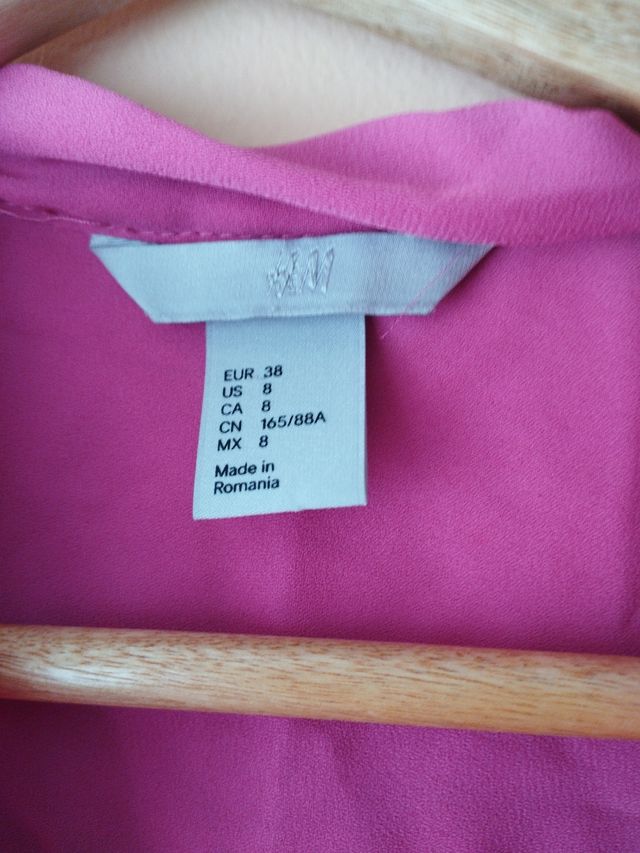 H&M
EUR 38
US 8
CA 8
CN 165/88A
MX 8
Made in
Romania